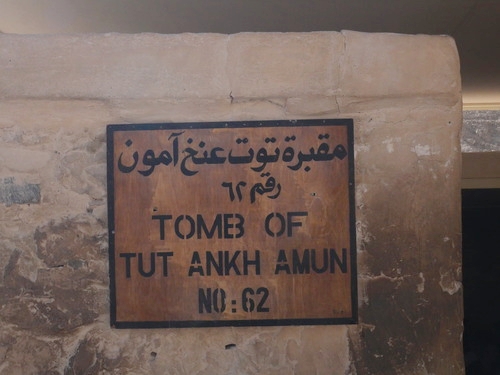 مقبرة توت عنخ آمون
رقم ٦٢
TOMB OF
TUT ANKH AMUN
NO: 62